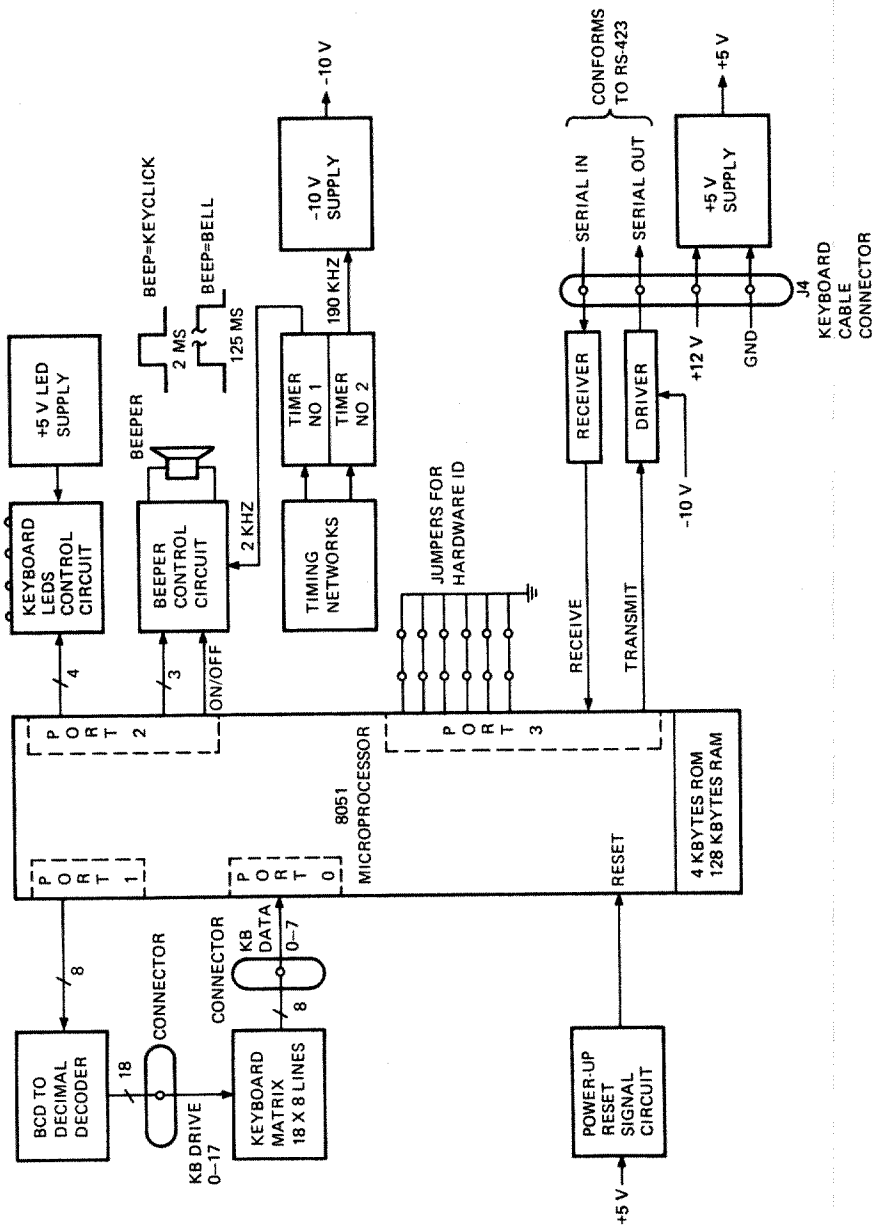 BCD TO
DECIMAL
DECODER
8
18
CONNECTOR
KB DRIVE
0–17
KEYBOARD
MATRIX
18 X 8 LINES
8
CONNECTOR
KB
DATA
0–7
POWER-UP
RESET
SIGNAL
CIRCUIT
+5 V
PORT 1
PORT 0
PORT 2
8051
MICROPROCESSOR
PORT 3
RESET
4 KBYTES ROM
128 KBYTES RAM
4
KEYBOARD
LEDS
CONTROL
CIRCUIT
+5 V LED
SUPPLY
3
ON/OFF
BEEPER
CONTROL
CIRCUIT
BEEPER
BEEP=KEYCLICK
2 MS
BEEP=BELL
125 MS
2 KHZ
TIMING
NETWORKS
TIMER
NO 1
TIMER
NO 2
190 KHZ
-10 V
SUPPLY
-10 V
JUMPERS FOR
HARDWARE ID
RECEIVE
TRANSMIT
RECEIVER
DRIVER
-10 V
SERIAL IN
SERIAL OUT
CONFORMS
TO RS-423
+12 V
GND
+5 V
SUPPLY
+5 V
J4
KEYBOARD
CABLE
CONNECTOR